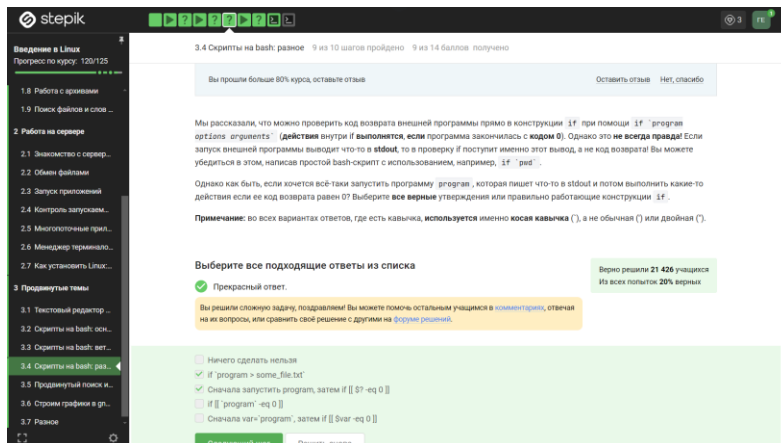 stepik
3
ГЕ
1
Введение в Linux
Прогресс по курсу: 120/125
1.8 Работа с архивами
1.9 Поиск файлов и слов ...
2 Работа на сервере
2.1 Знакомство с сервер...
2.2 Обмен файлами
2.3 Запуск приложений
2.4 Контроль запускаем...
2.5 Многопоточные прил...
2.6 Менеджер терминало...
2.7 Как установить Linux:...
3 Продвинутые темы
3.1 Текстовый редактор ...
3.2 Скрипты на bash: осн...
3.3 Скрипты на bash: вет...
3.4 Скрипты на bash: раз...
3.5 Продвинутый поиск и...
3.6 Строим графики в gn...
3.7 Разное
3.4 Скрипты на bash: разное 9 из 10 шагов пройдено 9 из 14 баллов получено
Вы прошли больше 80% курса, оставьте отзыв
Оставить отзыв Нет, спасибо
Мы рассказали, что можно проверить код возврата внешней программы прямо в конструкции if при помощи if `program
options arguments` (действия внутри if выполнятся, если программа закончилась с кодом 0). Однако это не всегда правда! Если
запуск внешней программы выводит что-то в stdout, то в проверку if поступит именно этот вывод, а не код возврата! Вы можете
убедиться в этом, написав простой bash-скрипт с использованием, например, if `pwd` .
Однако как быть, если хочется всё-таки запустить программу program , которая пишет что-то в stdout и потом выполнить какие-то
действия если ее код возврата равен 0? Выберите все верные утверждения или правильно работающие конструкции if .
Примечание: во всех вариантах ответов, где есть кавычка, используется именно косая кавычка (`), а не обычная (') или двойная (").
Выберите все подходящие ответы из списка
Прекрасный ответ.
Верно решили 21 426 учащихся
Из всех попыток 20% верных
Вы решили сложную задачу, поздравляем! Вы можете помочь остальным учащимся в комментариях, отвечая
на их вопросы, или сравнить своё решение с другими на форуме решений.
Ничего сделать нельзя
if `program > some_file.txt`
Сначала запустить program, затем if [[ $? -eq 0 ]]
if [[ `program` -eq 0 ]]
Сначала var=`program`, затем if [[ $var -eq 0 ]]